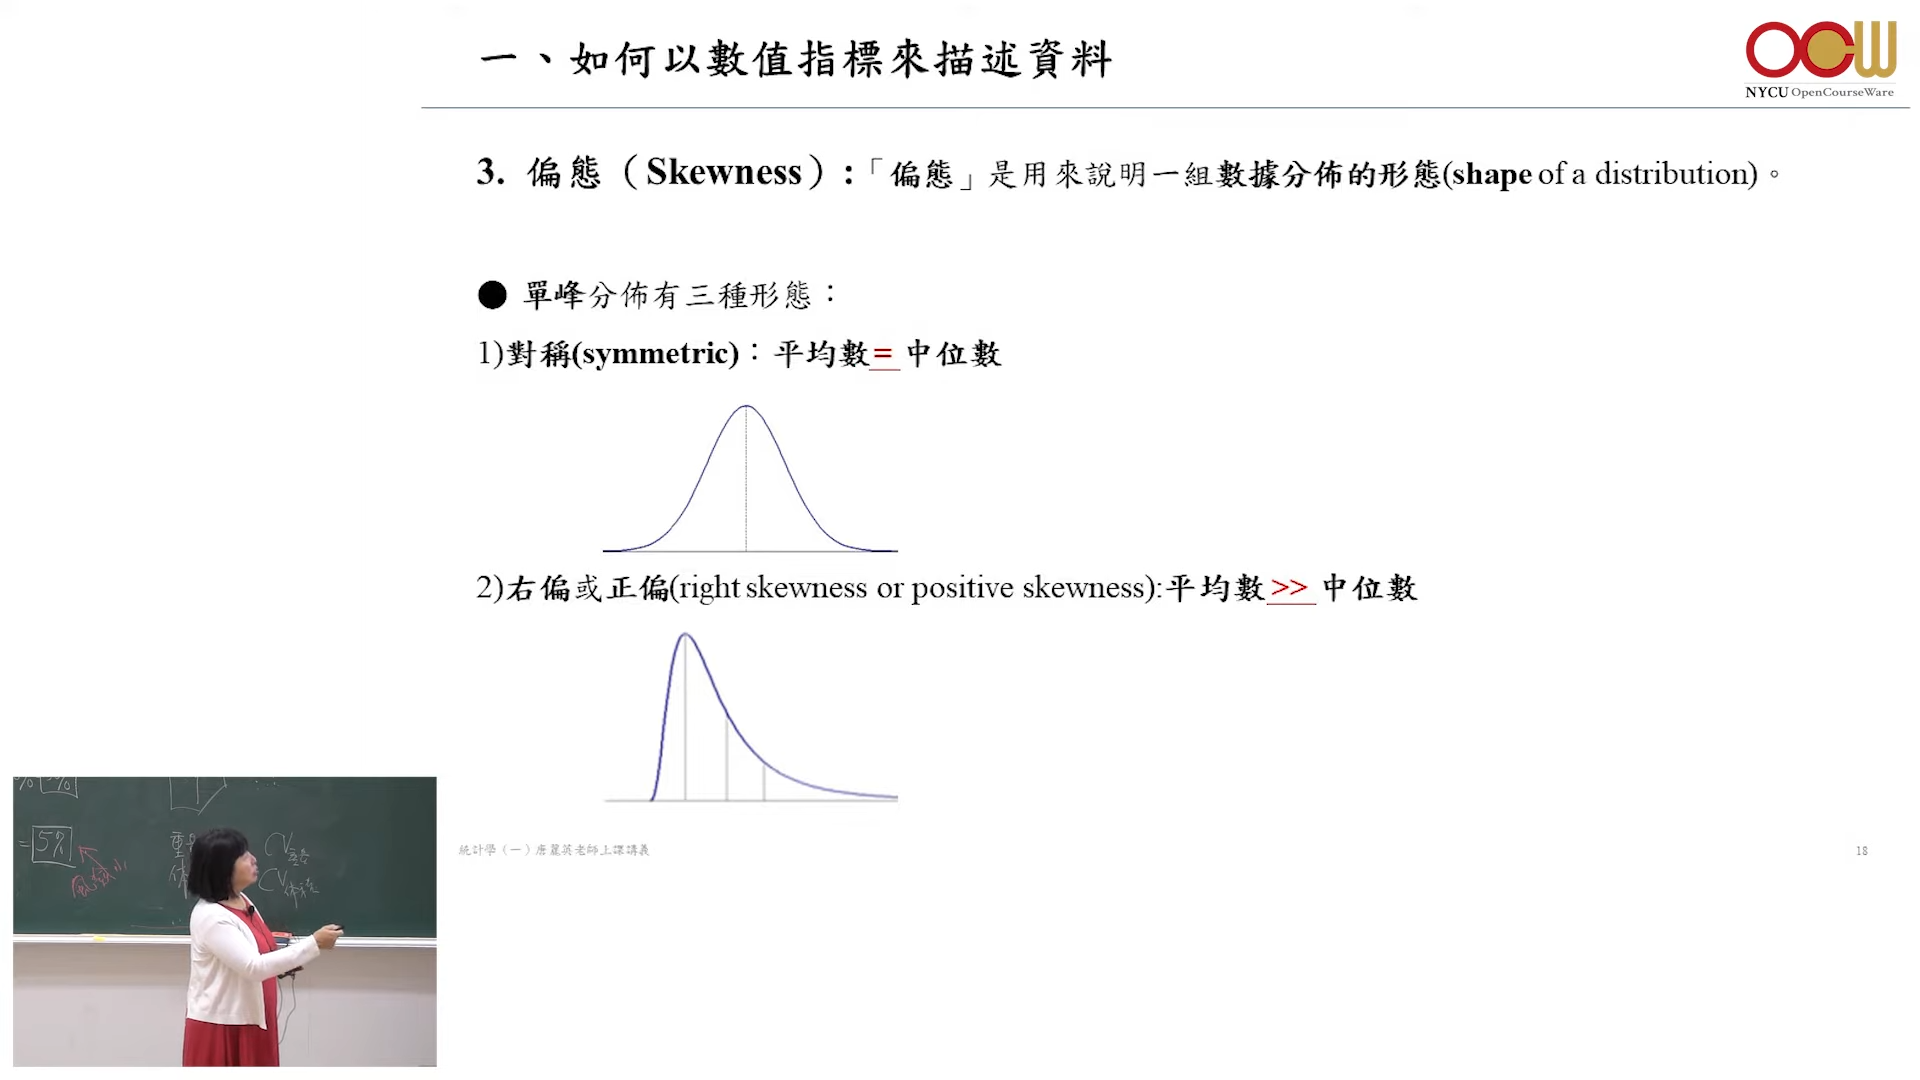 一、如何以數值指標來描述資料
OCW
NYCU OpenCourseWare
3. 偏態（Skewness）:「偏態」是用來說明一組數據分佈的形態(shape of a distribution)。
● 單峰分佈有三種形態：
1)對稱(symmetric)：平均數= 中位數
2)右偏或正偏(right skewness or positive skewness):平均數>> 中位數
=5%
CV
CV
統計學（一）唐麗英老師上課講義
18